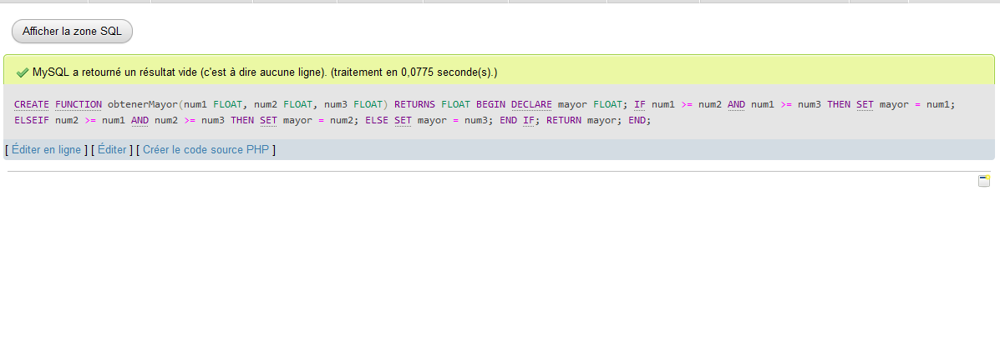 Afficher la zone SQL
MySQL a retourné un résultat vide (c'est à dire aucune ligne). (traitement en 0,0775 seconde(s).)
CREATE FUNCTION obtenerMayor(num1 FLOAT, num2 FLOAT, num3 FLOAT) RETURNS FLOAT BEGIN DECLARE mayor FLOAT; IF num1 >= num2 AND num1 >= num3 THEN SET mayor = num1;
ELSEIF num2 >= num1 AND num2 >= num3 THEN SET mayor = num2; ELSE SET mayor = num3; END IF; RETURN mayor; END;
[ Éditer en ligne ] [ Éditer ] [ Créer le code source PHP ]